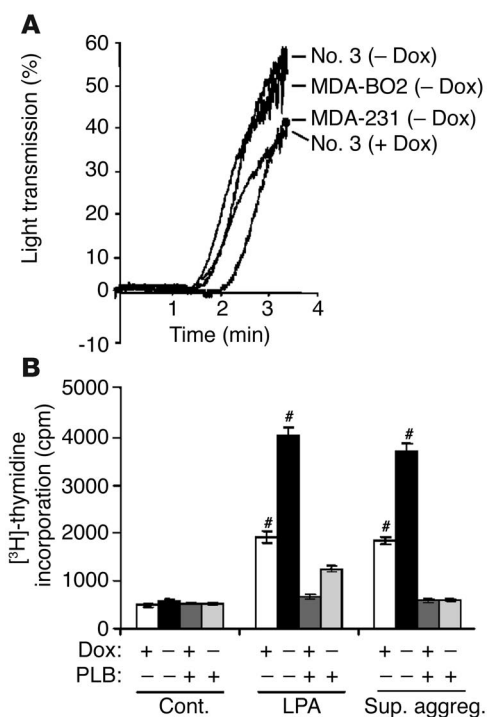 A
Light transmission (%)
60
50
40
30
20
10
0
-10
1 2 3 4
Time (min)
No. 3 (– Dox)
MDA-BO2 (– Dox)
MDA-231 (– Dox)
No. 3 (+ Dox)
B
[³H]-thymidine
incorporation (cpm)
5000
4000
3000
2000
1000
0
# # # #
Dox: + – + – + – + – + – + –
PLB: – – + + – – + + – – + +
Cont. LPA Sup. aggreg.